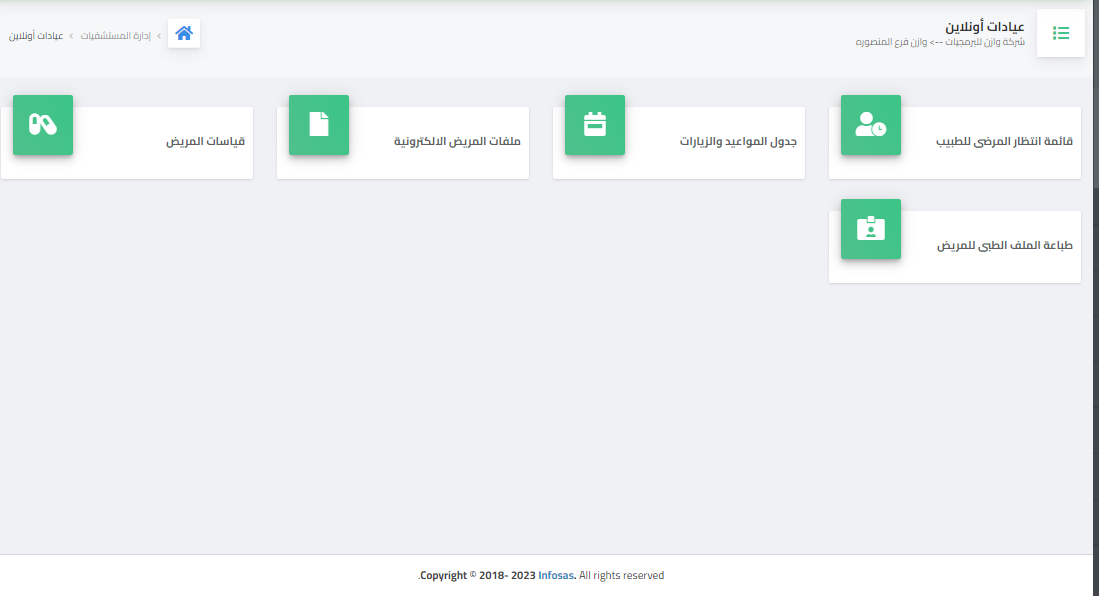 عيادات أونلاين
شركة وازن للبرمجيات --> وازن فرع المنصوره
إدارة المستشفيات
عيادات أونلاين
قائمة انتظار المرضى للطبيب
جدول المواعيد والزيارات
ملفات المريض الالكترونية
قياسات المريض
طباعة الملف الطبى للمريض
Copyright © 2018- 2023 Infosas. All rights reserved.